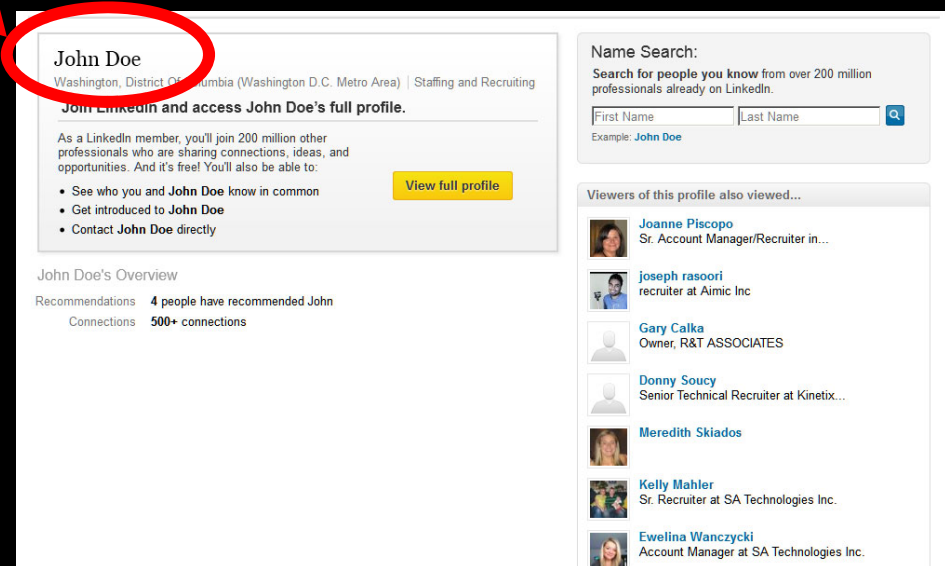 John Doe
Washington, District Of Columbia (Washington D.C. Metro Area) | Staffing and Recruiting
Join LinkedIn and access John Doe's full profile.
As a LinkedIn member, you'll join 200 million other
professionals who are sharing connections, ideas, and
opportunities. And it's free! You'll also be able to:
• See who you and John Doe know in common
• Get introduced to John Doe
• Contact John Doe directly
View full profile
John Doe's Overview
Recommendations 4 people have recommended John
Connections 500+ connections
Name Search:
Search for people you know from over 200 million
professionals already on LinkedIn.
First Name Last Name
Example: John Doe
Viewers of this profile also viewed...
Joanne Piscopo
Sr. Account Manager/Recruiter in...
joseph rasoori
recruiter at Aimic Inc
Gary Calka
Owner, R&T ASSOCIATES
Donny Soucy
Senior Technical Recruiter at Kinetix...
Meredith Skiados
Kelly Mahler
Sr. Recruiter at SA Technologies Inc.
Ewelina Wanczycki
Account Manager at SA Technologies Inc.